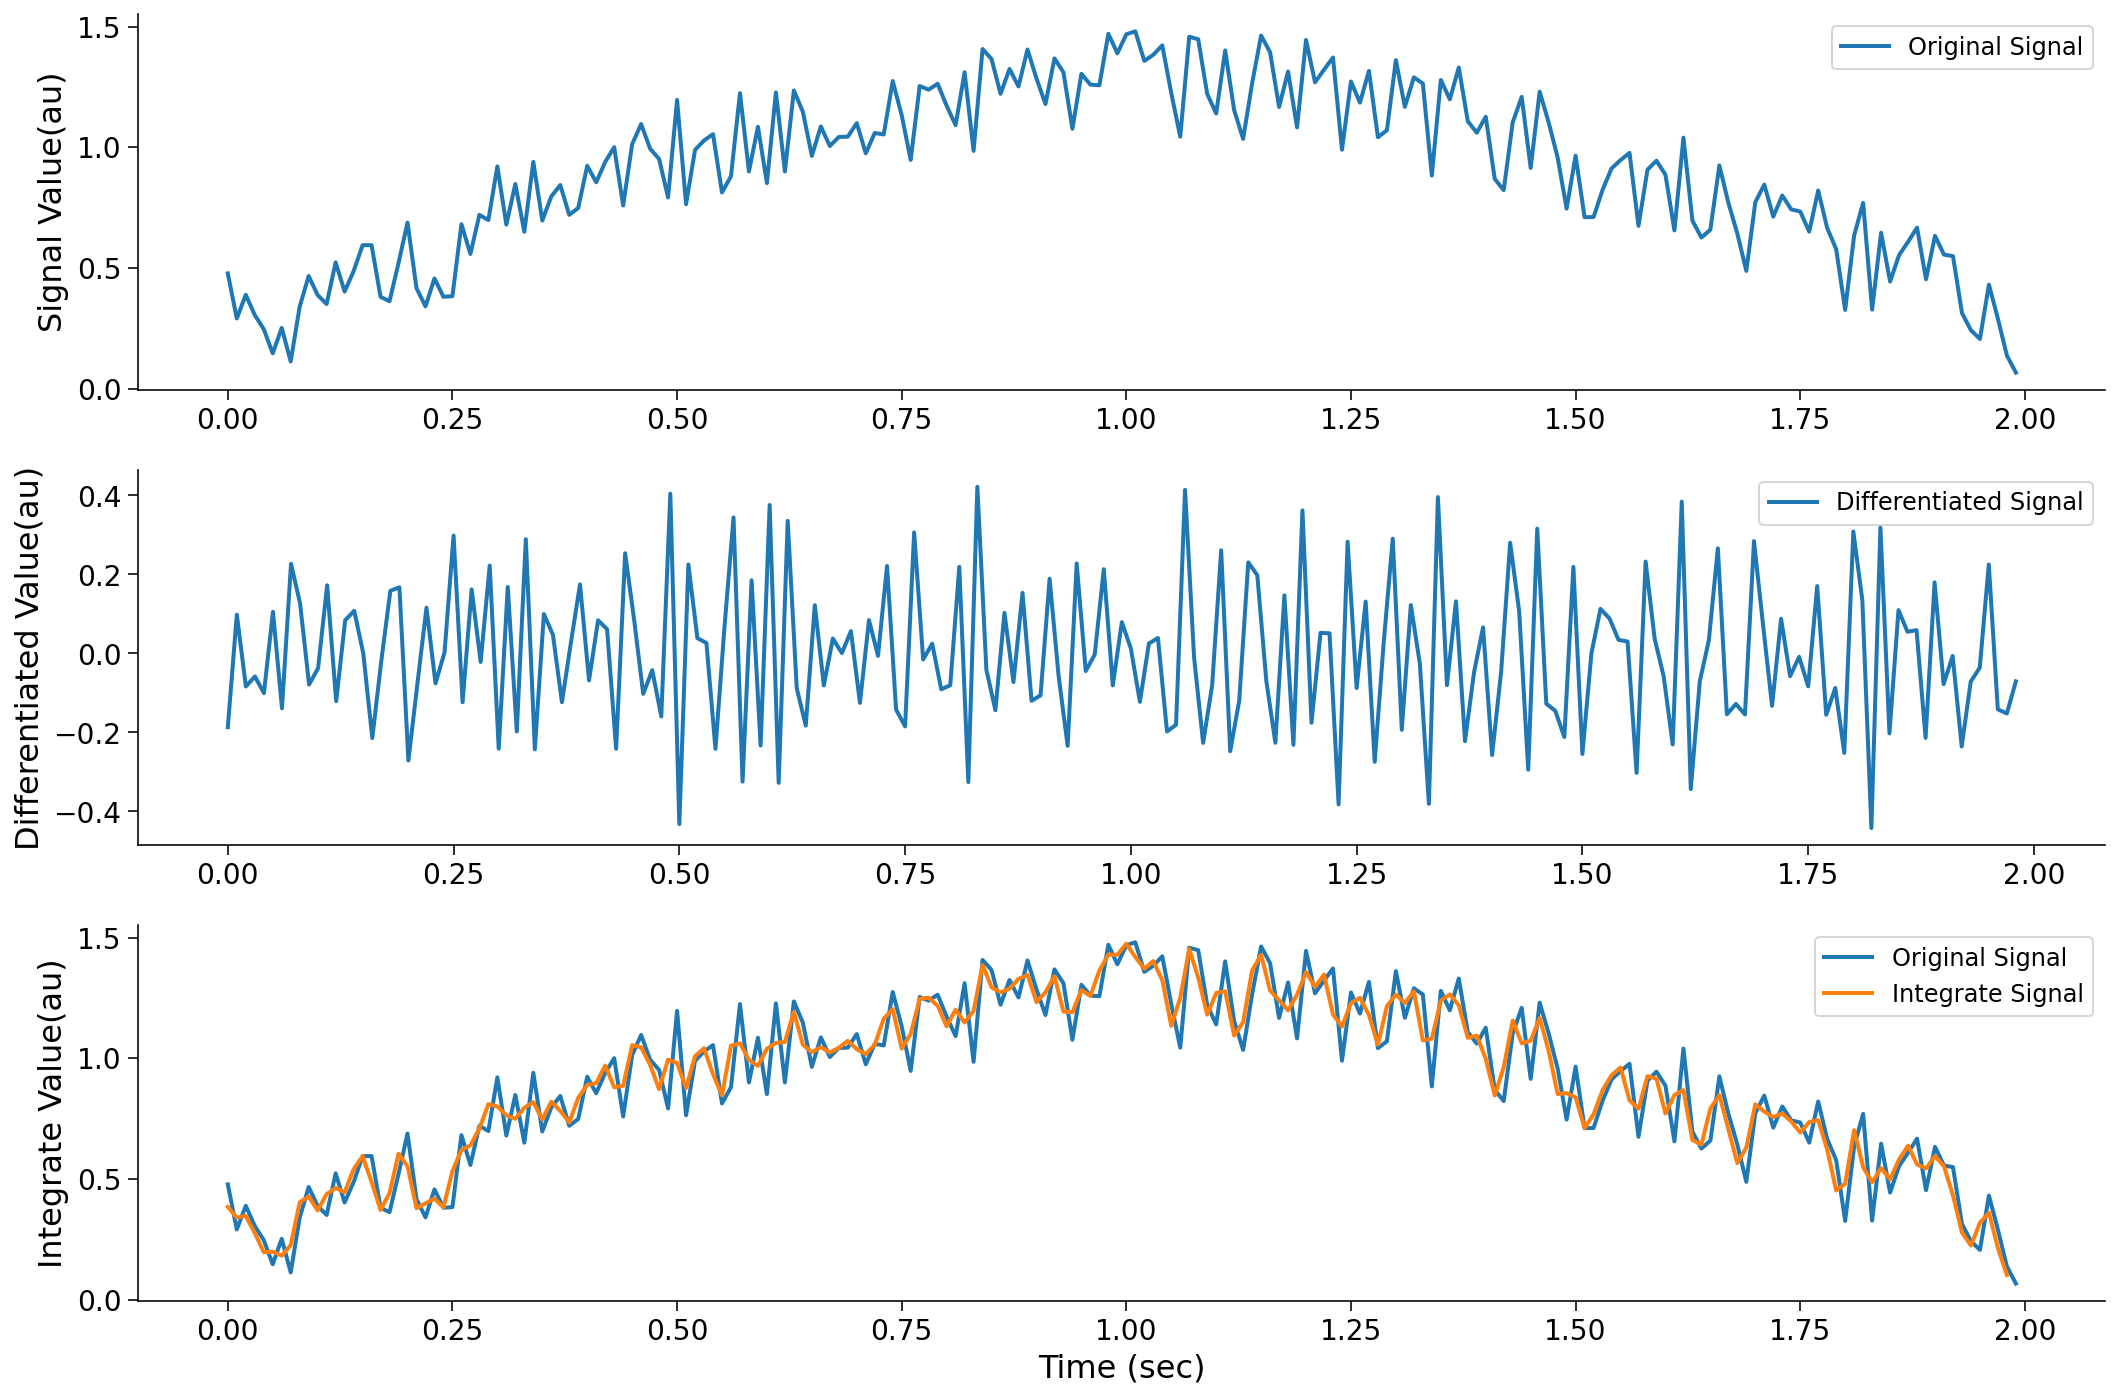 Signal Value(au)
1.5
1.0
0.5
0.0
Original Signal
0.00 0.25 0.50 0.75 1.00 1.25 1.50 1.75 2.00
Differentiated Value(au)
0.4
0.2
0.0
−0.2
−0.4
Differentiated Signal
0.00 0.25 0.50 0.75 1.00 1.25 1.50 1.75 2.00
Integrate Value(au)
1.5
1.0
0.5
0.0
Original Signal
Integrate Signal
0.00 0.25 0.50 0.75 1.00 1.25 1.50 1.75 2.00
Time (sec)